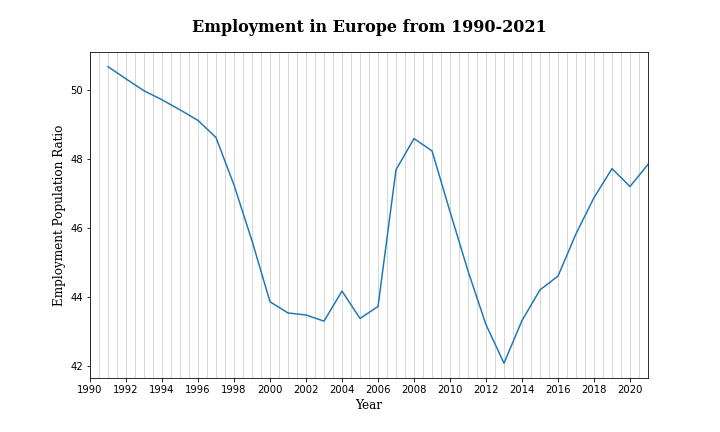 Employment in Europe from 1990-2021
Employment Population Ratio
50
48
46
44
42
1990 1992 1994 1996 1998 2000 2002 2004 2006 2008 2010 2012 2014 2016 2018 2020
Year